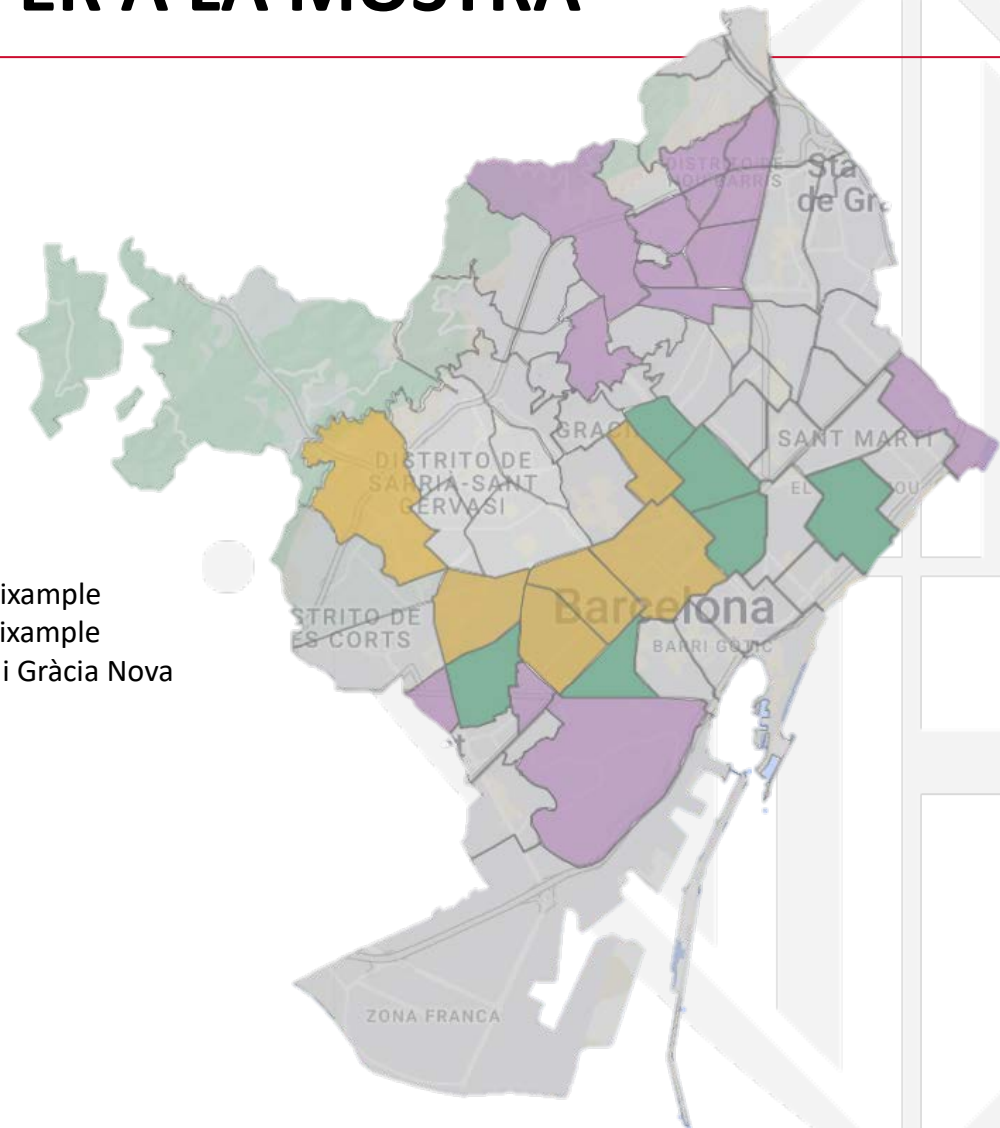 ER A LA MOSTRA
DISTRITO DE
NOU BARRIS
Sta
de Gr
GRACI
SANT MARTÍ
DISTRITO DE
SARRIÀ-SANT
GERVASI
EL
OU
ixample
ixample
i Gràcia Nova
Barcelona
STRITO DE
ES CORTS
BARRI GÒTIC
t
ZONA FRANCA